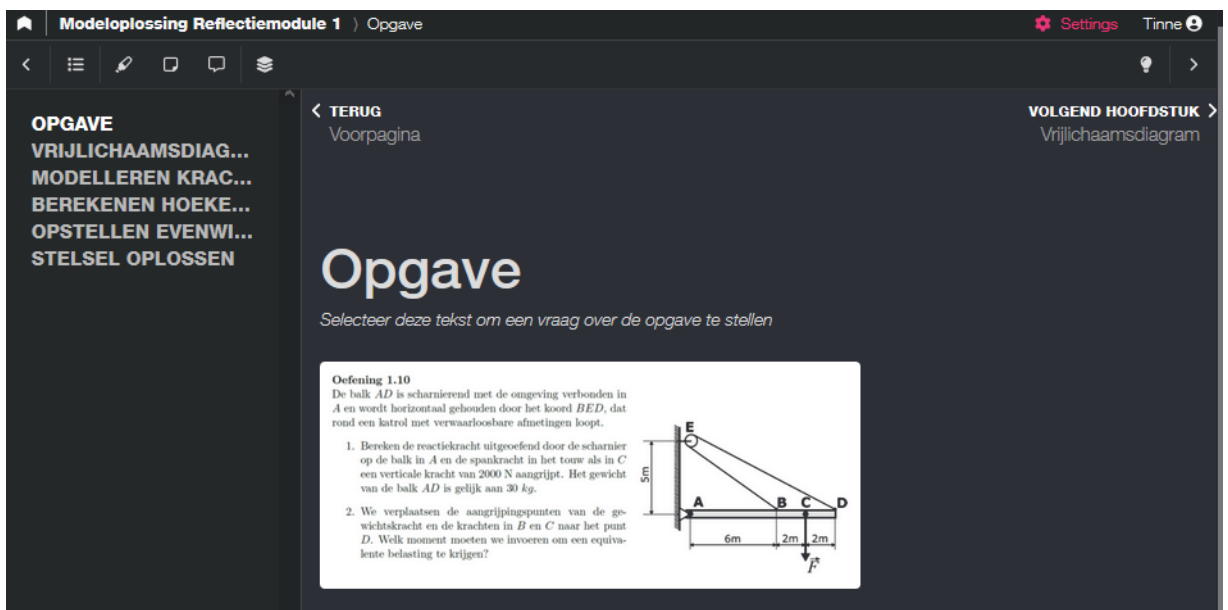 Modeloplossing Reflectiemodule 1 ⟩ Opgave
Settings
Tinne
OPGAVE
VRIJLICHAAMSDIAG...
MODELLEREN KRAC...
BEREKENEN HOEKE...
OPSTELLEN EVENWI...
STELSEL OPLOSSEN
TERUG
Voorpagina
VOLGEND HOOFDSTUK
Vrijlichaamsdiagram
Opgave
Selecteer deze tekst om een vraag over de opgave te stellen
Oefening 1.10
De balk AD is scharnierend met de omgeving verbonden in
A en wordt horizontaal gehouden door het koord BED, dat
rond een katrol met verwaarloosbare afmetingen loopt.
1. Bereken de reactiekracht uitgeoefend door de scharnier
op de balk in A en de spankracht in het touw als in C
een verticale kracht van 2000 N aangrijpt. Het gewicht
van de balk AD is gelijk aan 30 kg.
2. We verplaatsen de aangrijpingspunten van de ge-
wichtskracht en de krachten in B en C naar het punt
D. Welk moment moeten we invoeren om een equiva-
lente belasting te krijgen?
E
5m
A
B
C
D
6m
2m
2m
F⃗